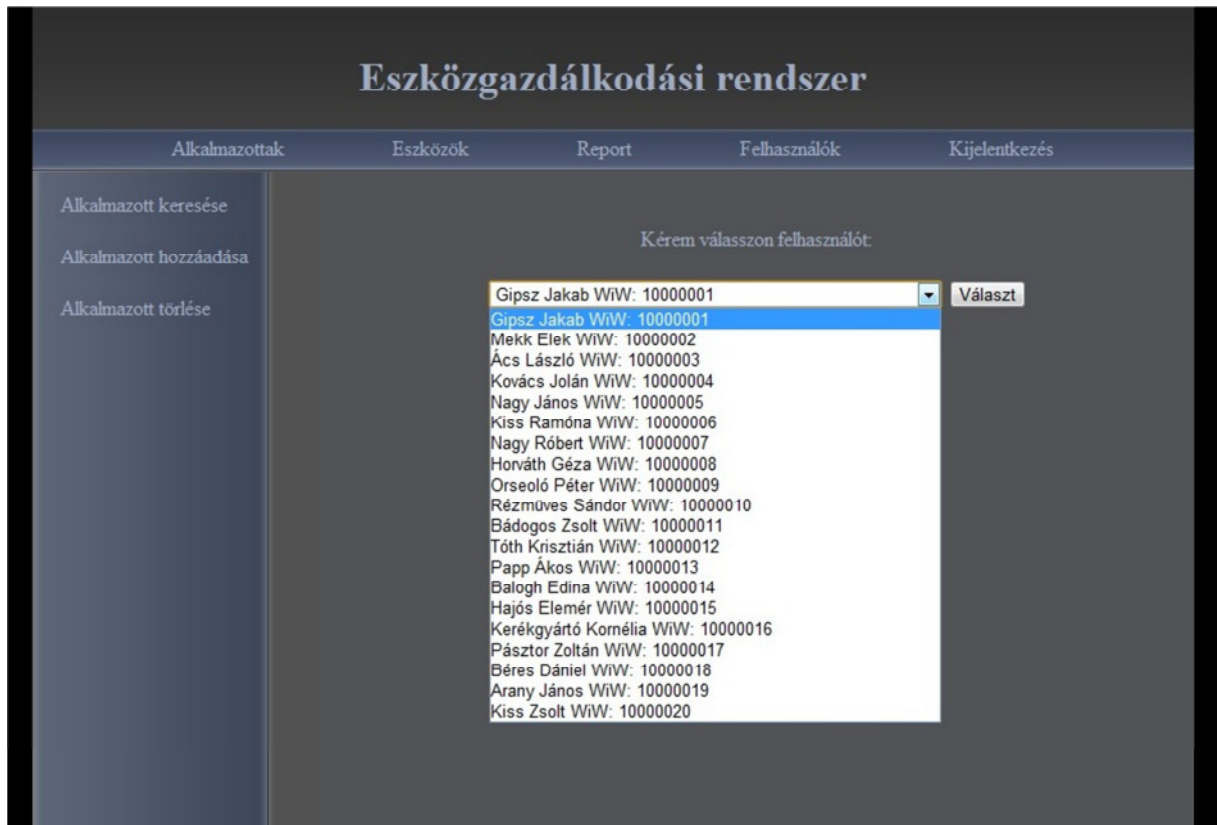 Eszközgazdálkodási rendszer
Alkalmazottak Eszközök Report Felhasználók Kijelentkezés
Alkalmazott keresése
Alkalmazott hozzáadása
Alkalmazott törlése
Kérem válasszon felhasználót:
Gipsz Jakab WiW: 10000001 Választ
Gipsz Jakab WiW: 10000001
Mekk Elek WiW: 10000002
Ács László WiW: 10000003
Kovács Jolán WiW: 10000004
Nagy János WiW: 10000005
Kiss Ramóna WiW: 10000006
Nagy Róbert WiW: 10000007
Horváth Géza WiW: 10000008
Orseoló Péter WiW: 10000009
Rézmüves Sándor WiW: 10000010
Bádogos Zsolt WiW: 10000011
Tóth Krisztián WiW: 10000012
Papp Ákos WiW: 10000013
Balogh Edina WiW: 10000014
Hajós Elemér WiW: 10000015
Kerékgyártó Kornélia WiW: 10000016
Pásztor Zoltán WiW: 10000017
Béres Dániel WiW: 10000018
Arany János WiW: 10000019
Kiss Zsolt WiW: 10000020